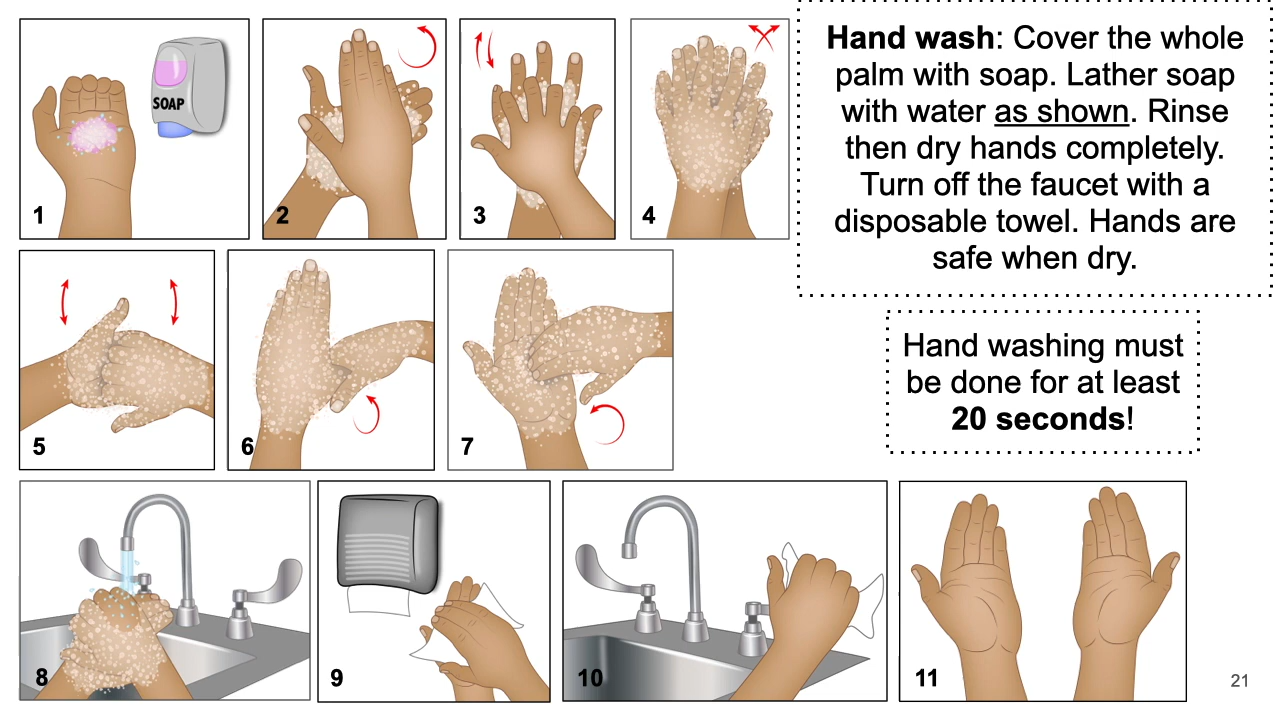 SOAP
1
2
3
4
Hand wash: Cover the whole
palm with soap. Lather soap
with water as shown. Rinse
then dry hands completely.
Turn off the faucet with a
disposable towel. Hands are
safe when dry.
5
6
7
Hand washing must
be done for at least
20 seconds!
8
9
10
11
21